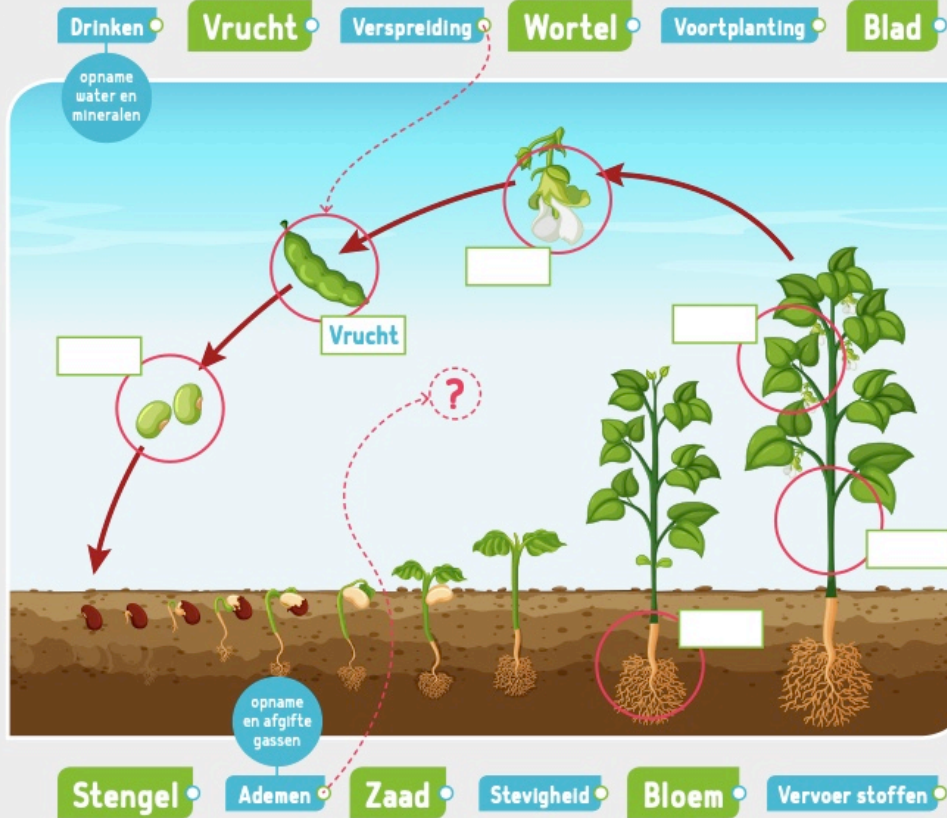 Drinken
Vrucht
Verspreiding
Wortel
Voortplanting
Blad
opname
water en
mineralen
Vrucht
?
opname
en afgifte
gassen
Stengel
Ademen
Zaad
Stevigheid
Bloem
Vervoer stoffen